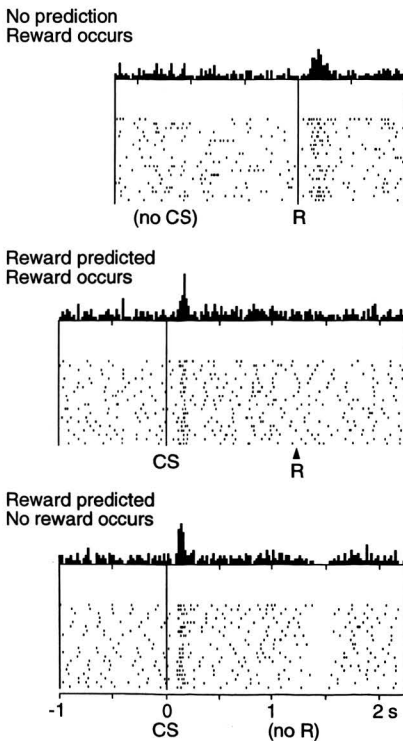 No prediction
Reward occurs
(no CS) R
Reward predicted
Reward occurs
CS R
Reward predicted
No reward occurs
-1 0 1 2 s
CS (no R)